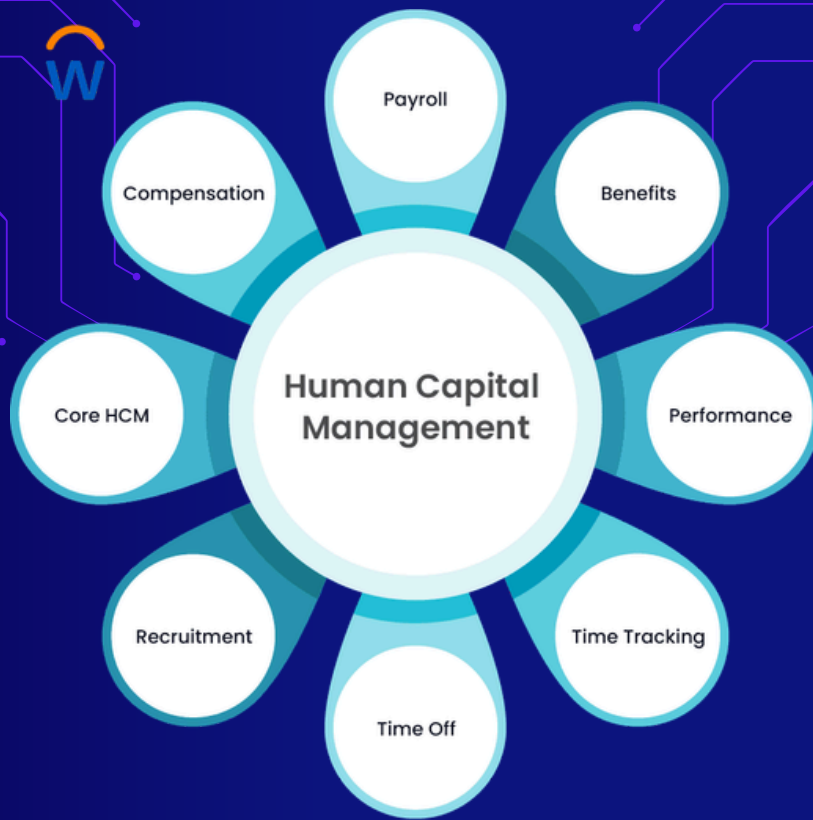 W
Payroll
Compensation
Benefits
Human Capital
Management
Core HCM
Performance
Recruitment
Time Tracking
Time Off